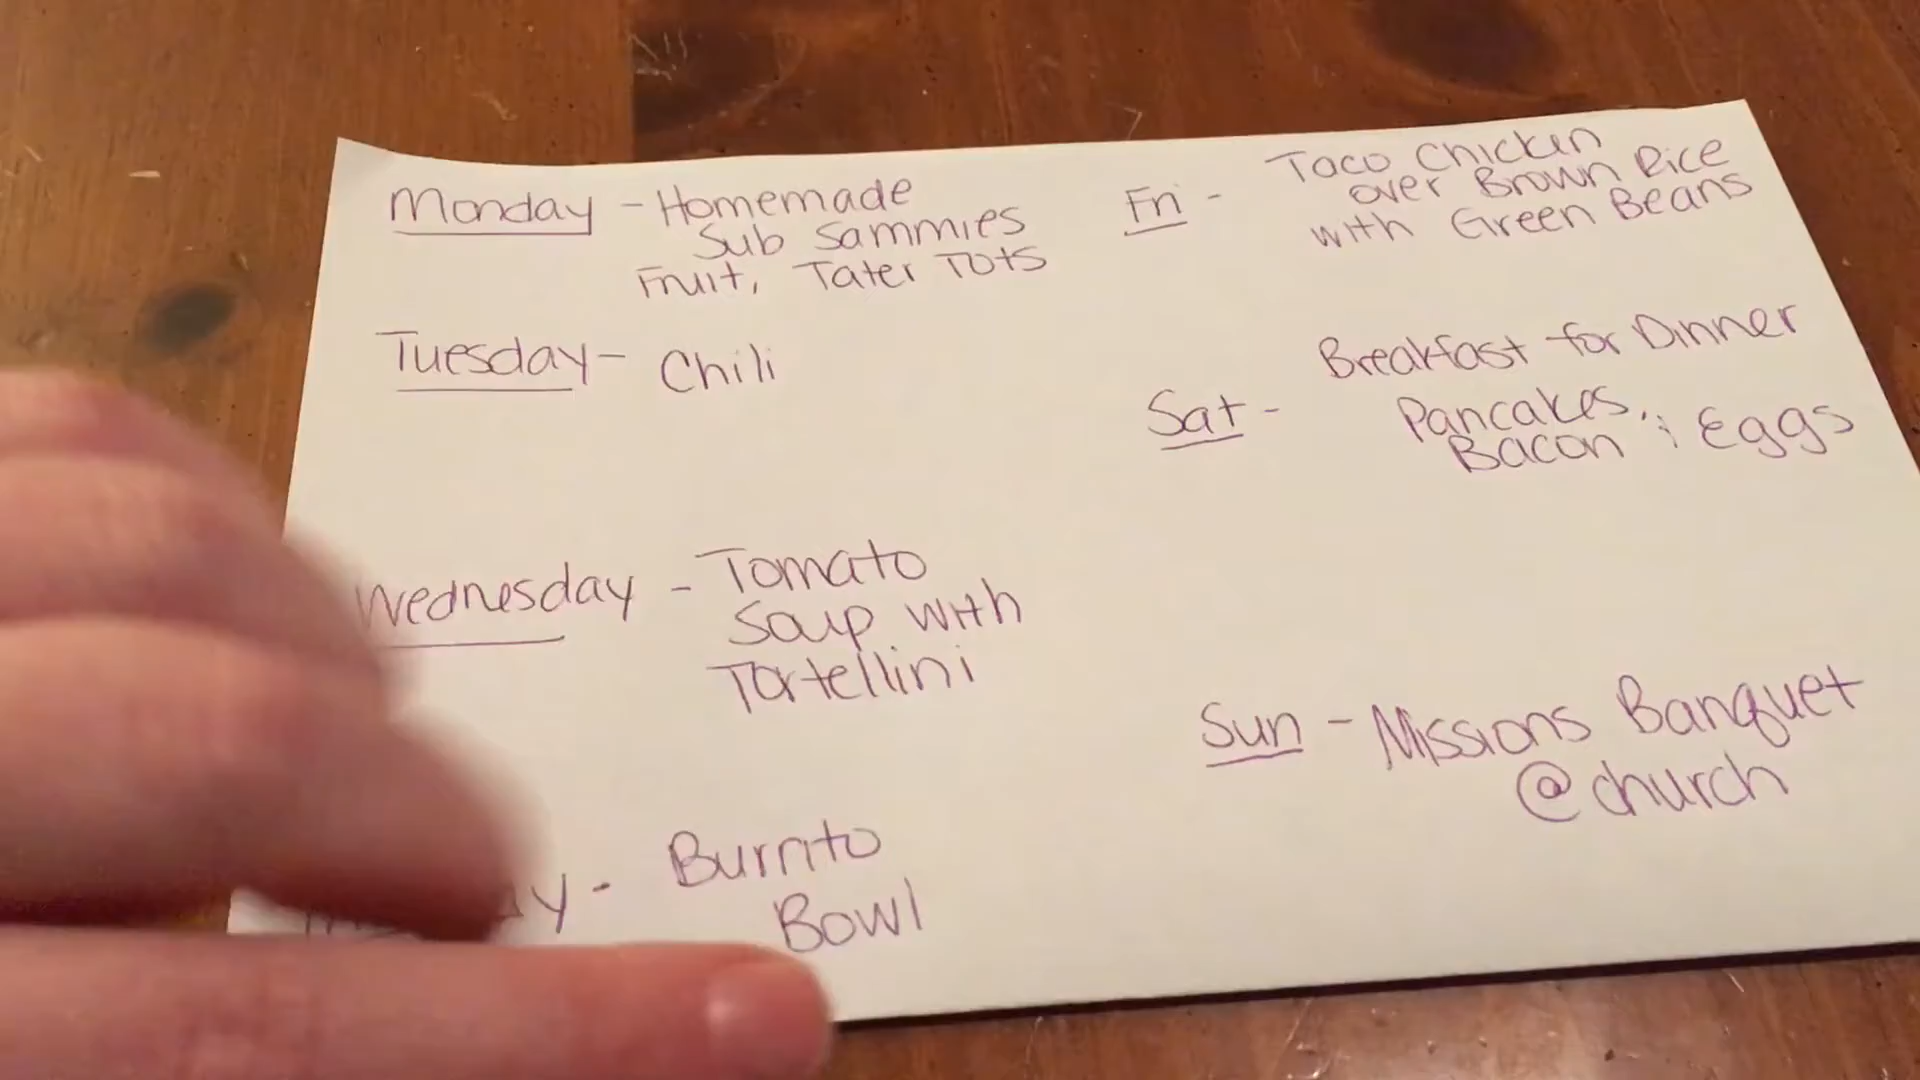 Monday - Homemade
Sub Sammies
Fruit, Tater Tots
Tuesday - Chili
Wednesday - Tomato
Soup with
Tortellini
Burrito
Bowl
Fri - Taco Chicken
over Brown Rice
with Green Beans
Sat - Breakfast for Dinner
Pancakes,
Bacon & Eggs
Sun - Missions Banquet
@church